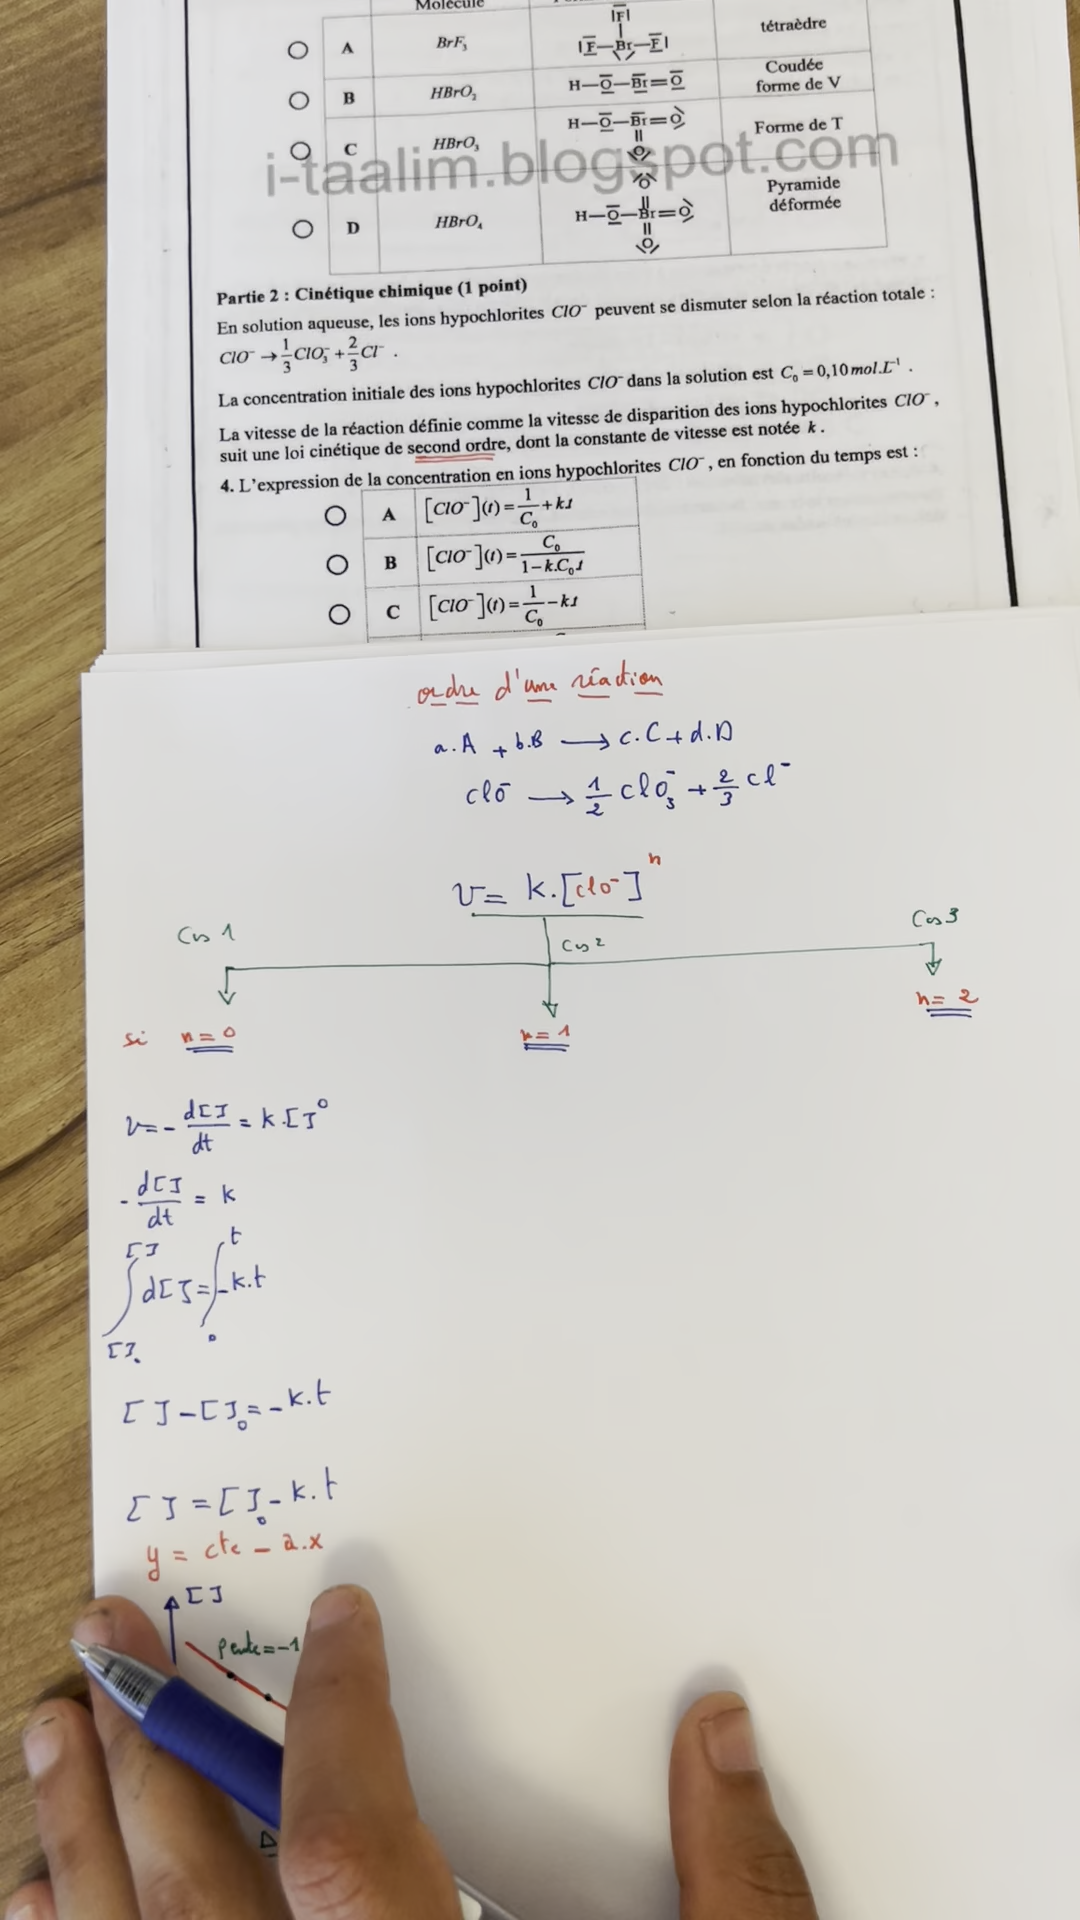 Molécule
|F̅|
A
BrF₃
|F̅—Br—F̅|
tétraèdre
B
HBrO₂
H—O̅—Br=O̅
Coudée
forme de V
C
HBrO₃
H—O̅—Br=O
O
Forme de T
i-taalim.blogspot.com
D
HBrO₄
O
H—O̅—Br=O
O
Pyramide
déformée
Partie 2 : Cinétique chimique (1 point)
En solution aqueuse, les ions hypochlorites ClO⁻ peuvent se dismuter selon la réaction totale :
ClO⁻ → 1/3 ClO₃⁻ + 2/3 Cl⁻ .
La concentration initiale des ions hypochlorites ClO⁻ dans la solution est C₀ = 0,10 mol.L⁻¹ .
La vitesse de la réaction définie comme la vitesse de disparition des ions hypochlorites ClO⁻ ,
suit une loi cinétique de second ordre, dont la constante de vitesse est notée k .
4. L'expression de la concentration en ions hypochlorites ClO⁻ , en fonction du temps est :
A [ClO⁻](t) = 1/C₀ + k.t
B [ClO⁻](t) = C₀/(1−k.C₀.t)
C [ClO⁻](t) = 1/C₀ − k.t
ordre d'une réaction
a.A + b.B → c.C + d.D
clo⁻ → 1/2 clo₃⁻ + 2/3 cl⁻
v = k.[clo⁻]ⁿ
Cas 1
Cas 2
Cas 3
si n = 0
n = 1
n = 2
v = - d[]/dt = k.[]⁰
- d[]/dt = k
[] t
∫d[] = ∫-k.t
[]₀ 0
[] - []₀ = - k.t
[] = []₀ - k.t
y = cte - a.x
[]
pente = -1